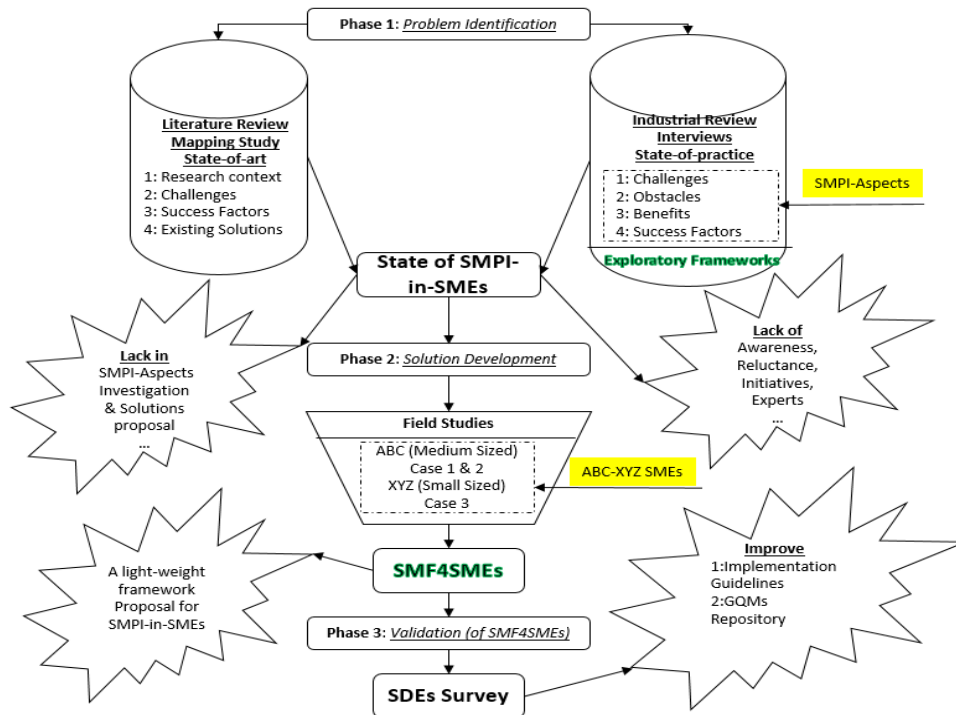 Phase 1: Problem Identification
Literature Review
Mapping Study
State-of-art
1: Research context
2: Challenges
3: Success Factors
4: Existing Solutions
Industrial Review
Interviews
State-of-practice
1: Challenges
2: Obstacles
3: Benefits
4: Success Factors
Exploratory Frameworks
SMPI-Aspects
State of SMPI-
in-SMEs
Lack in
SMPI-Aspects
Investigation
& Solutions
proposal
...
Lack of
Awareness,
Reluctance,
Initiatives,
Experts
...
Phase 2: Solution Development
Field Studies
ABC (Medium Sized)
Case 1 & 2
XYZ (Small Sized)
Case 3
ABC-XYZ SMEs
SMF4SMEs
A light-weight
framework
Proposal for
SMPI-in-SMEs
Improve
1:Implementation
Guidelines
2:GQMs
Repository
Phase 3: Validation (of SMF4SMEs)
SDEs Survey